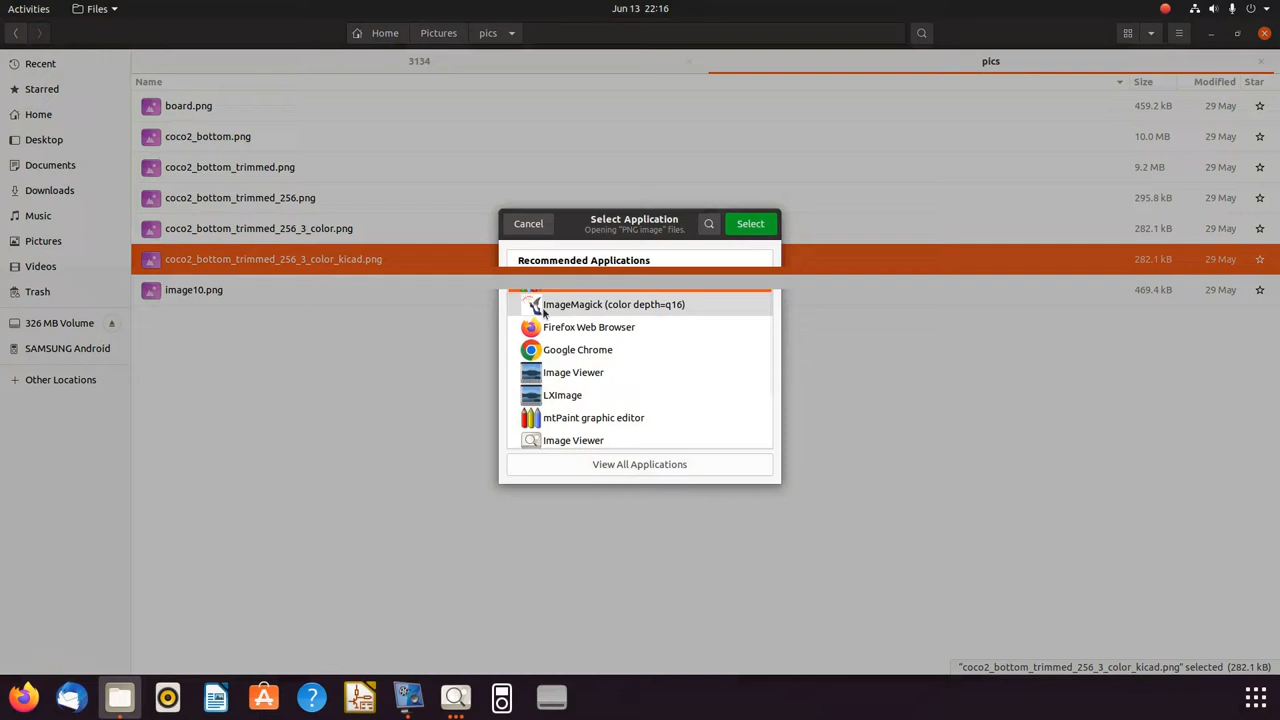 Activities
Files
Jun 13 22:16
Home
Pictures
pics
3134
pics
Name
Size
Modified
Star
Recent
Starred
Home
Desktop
Documents
Downloads
Music
Pictures
Videos
Trash
326 MB Volume
SAMSUNG Android
Other Locations
board.png 459.2 kB 29 May
coco2_bottom.png 10.0 MB 29 May
coco2_bottom_trimmed.png 9.2 MB 29 May
coco2_bottom_trimmed_256.png 295.8 kB 29 May
coco2_bottom_trimmed_256_3_color.png 282.1 kB 29 May
coco2_bottom_trimmed_256_3_color_kicad.png 282.1 kB 29 May
image10.png 469.4 kB 29 May
Cancel
Select Application
Opening "PNG image" files.
Select
Recommended Applications
ImageMagick (color depth=q16)
Firefox Web Browser
Google Chrome
Image Viewer
LXImage
mtPaint graphic editor
Image Viewer
View All Applications
"coco2_bottom_trimmed_256_3_color_kicad.png" selected (282.1 kB)